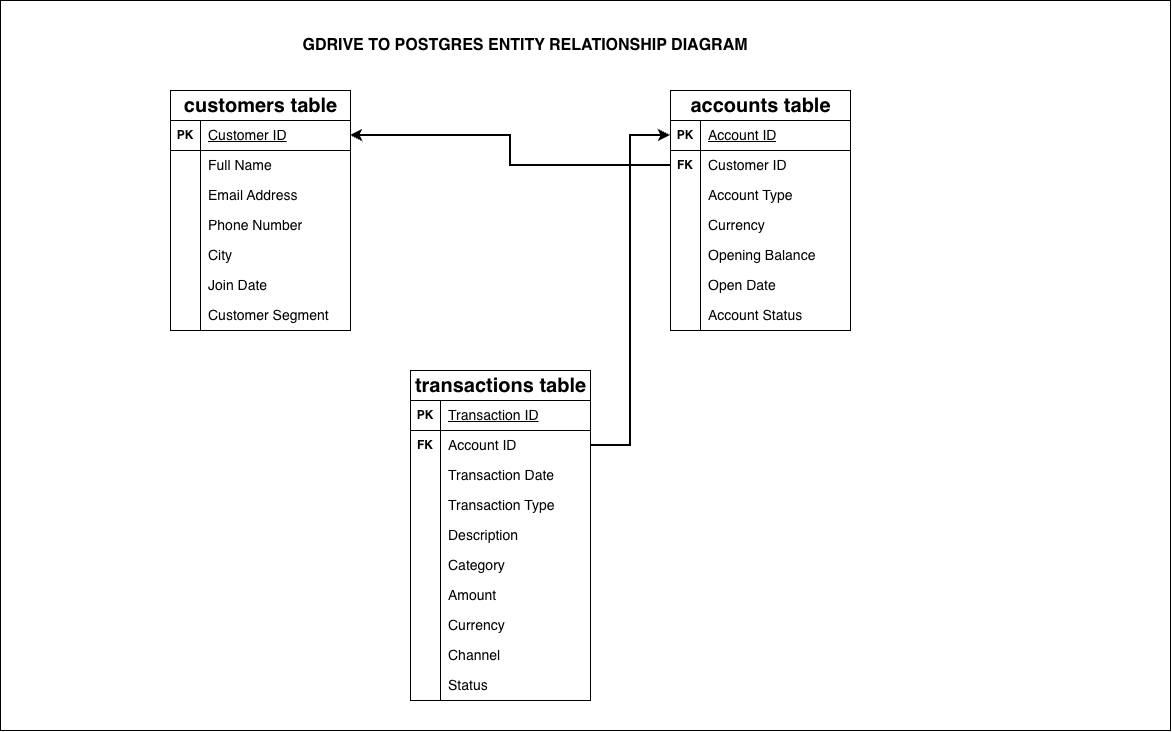 GDRIVE TO POSTGRES ENTITY RELATIONSHIP DIAGRAM
customers table
PK Customer ID
Full Name
Email Address
Phone Number
City
Join Date
Customer Segment
accounts table
PK Account ID
FK Customer ID
Account Type
Currency
Opening Balance
Open Date
Account Status
transactions table
PK Transaction ID
FK Account ID
Transaction Date
Transaction Type
Description
Category
Amount
Currency
Channel
Status